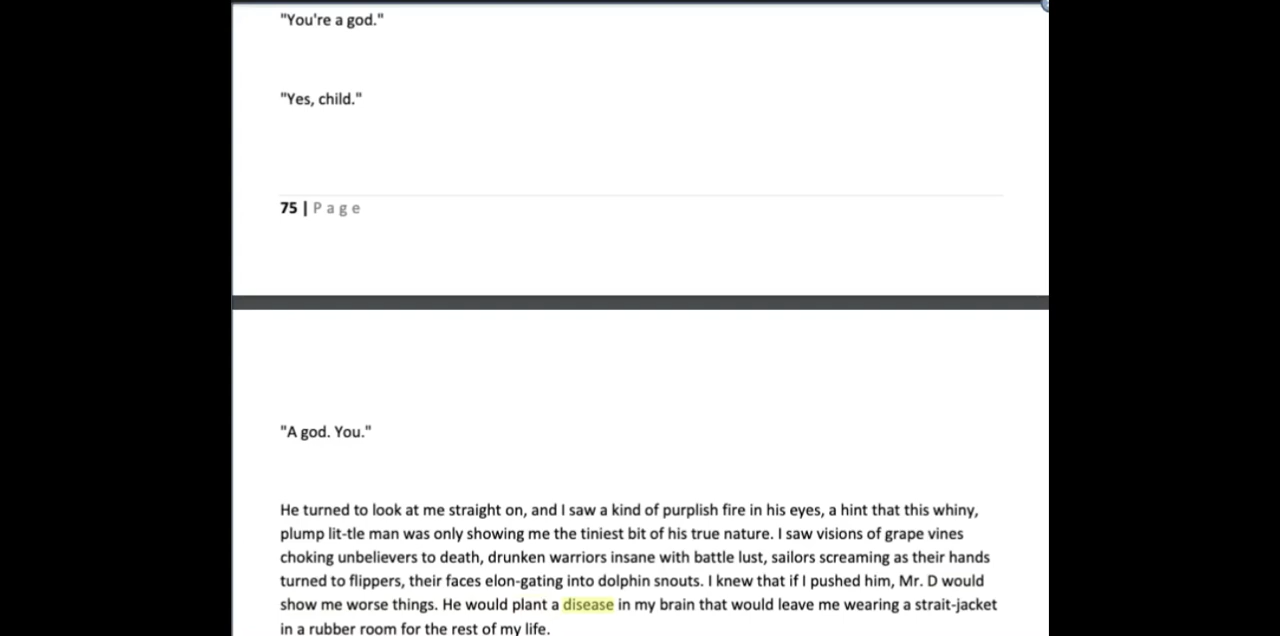 "You're a god."
"Yes, child."
75 | P a g e
"A god. You."
He turned to look at me straight on, and I saw a kind of purplish fire in his eyes, a hint that this whiny,
plump lit-tle man was only showing me the tiniest bit of his true nature. I saw visions of grape vines
choking unbelievers to death, drunken warriors insane with battle lust, sailors screaming as their hands
turned to flippers, their faces elon-gating into dolphin snouts. I knew that if I pushed him, Mr. D would
show me worse things. He would plant a disease in my brain that would leave me wearing a strait-jacket
in a rubber room for the rest of my life.